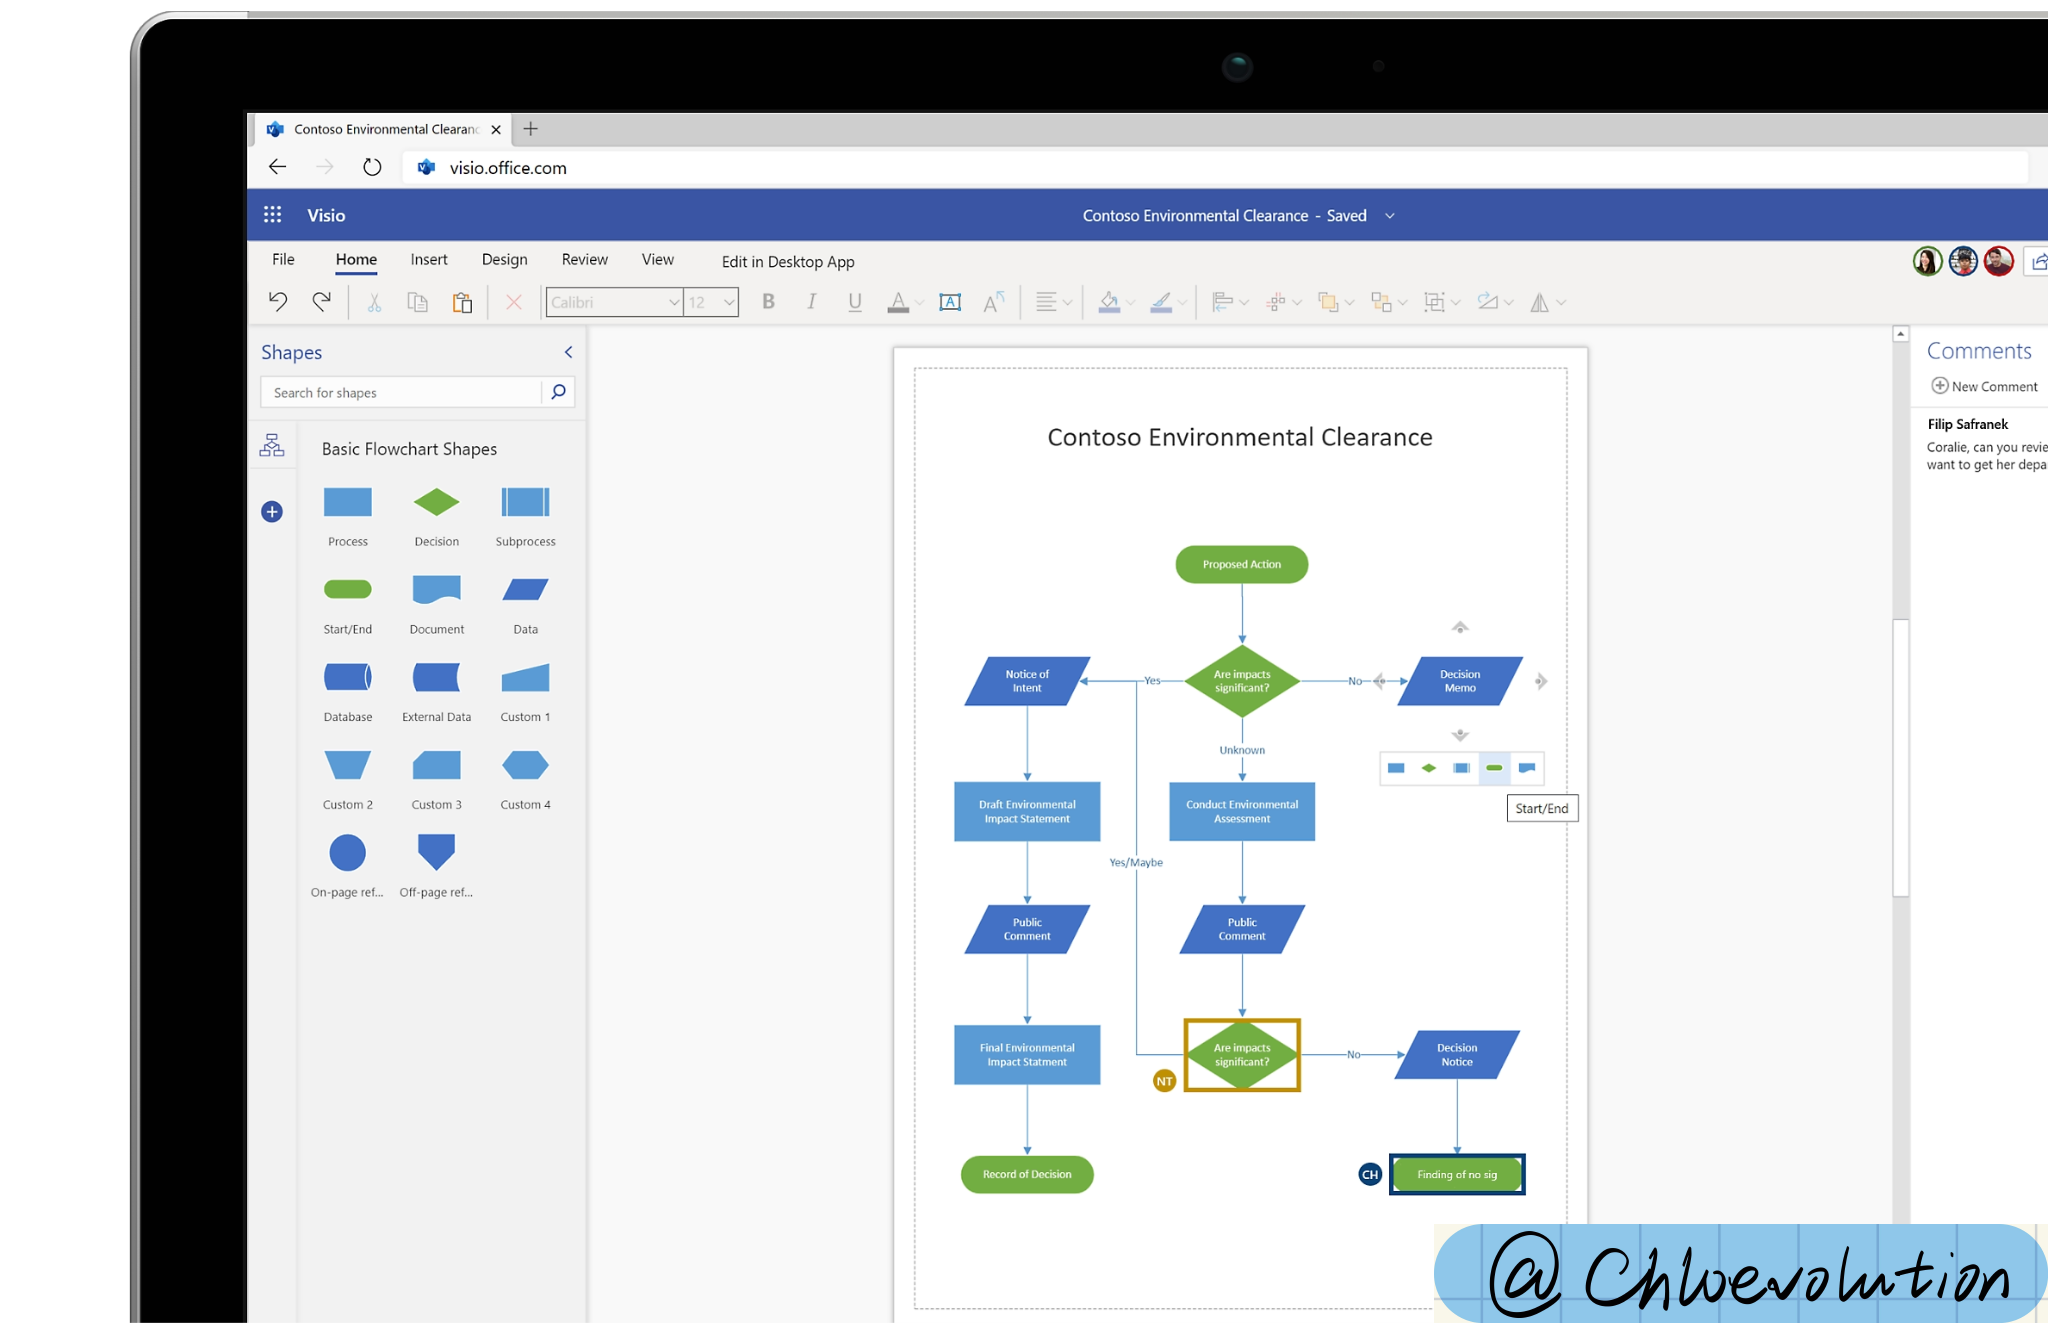 Contoso Environmental Clearanc
visio.office.com
Visio
Contoso Environmental Clearance - Saved
File
Home
Insert
Design
Review
View
Edit in Desktop App
Calibri
12
B
I
U
A
A
A
Shapes
Search for shapes
Basic Flowchart Shapes
Process
Decision
Subprocess
Start/End
Document
Data
Database
External Data
Custom 1
Custom 2
Custom 3
Custom 4
On-page ref...
Off-page ref...
Contoso Environmental Clearance
Proposed Action
Notice of
Intent
Yes
Are impacts
significant?
No
Decision
Memo
Unknown
Start/End
Draft Environmental
Impact Statement
Conduct Environmental
Assessment
Yes/Maybe
Public
Comment
Public
Comment
Final Environmental
Impact Statment
Are impacts
significant?
No
Decision
Notice
NT
Record of Decision
CH
Finding of no sig
Comments
New Comment
Filip Safranek
Coralie, can you revie
want to get her depa
@Chloevolution